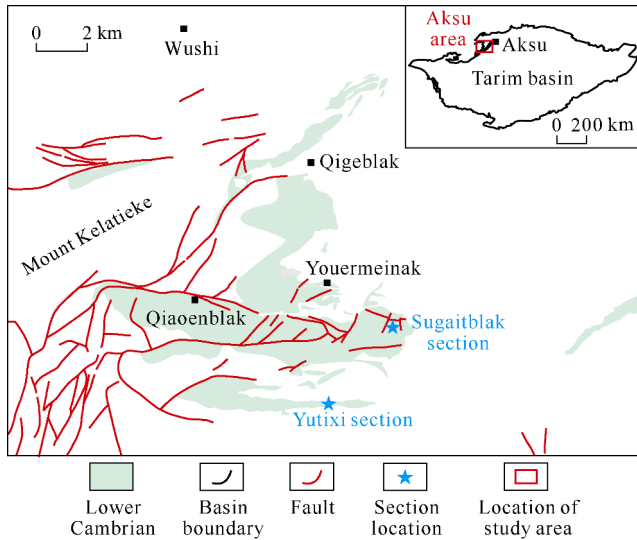 0 2 km
Wushi
Aksu
area
Aksu
Tarim basin
0 200 km
Qigeblak
Mount Kelatieke
Youermeinak
Qiaoenblak
Sugaitblak
section
Yutixi section
Lower
Cambrian
Basin
boundary
Fault
Section
location
Location of
study area